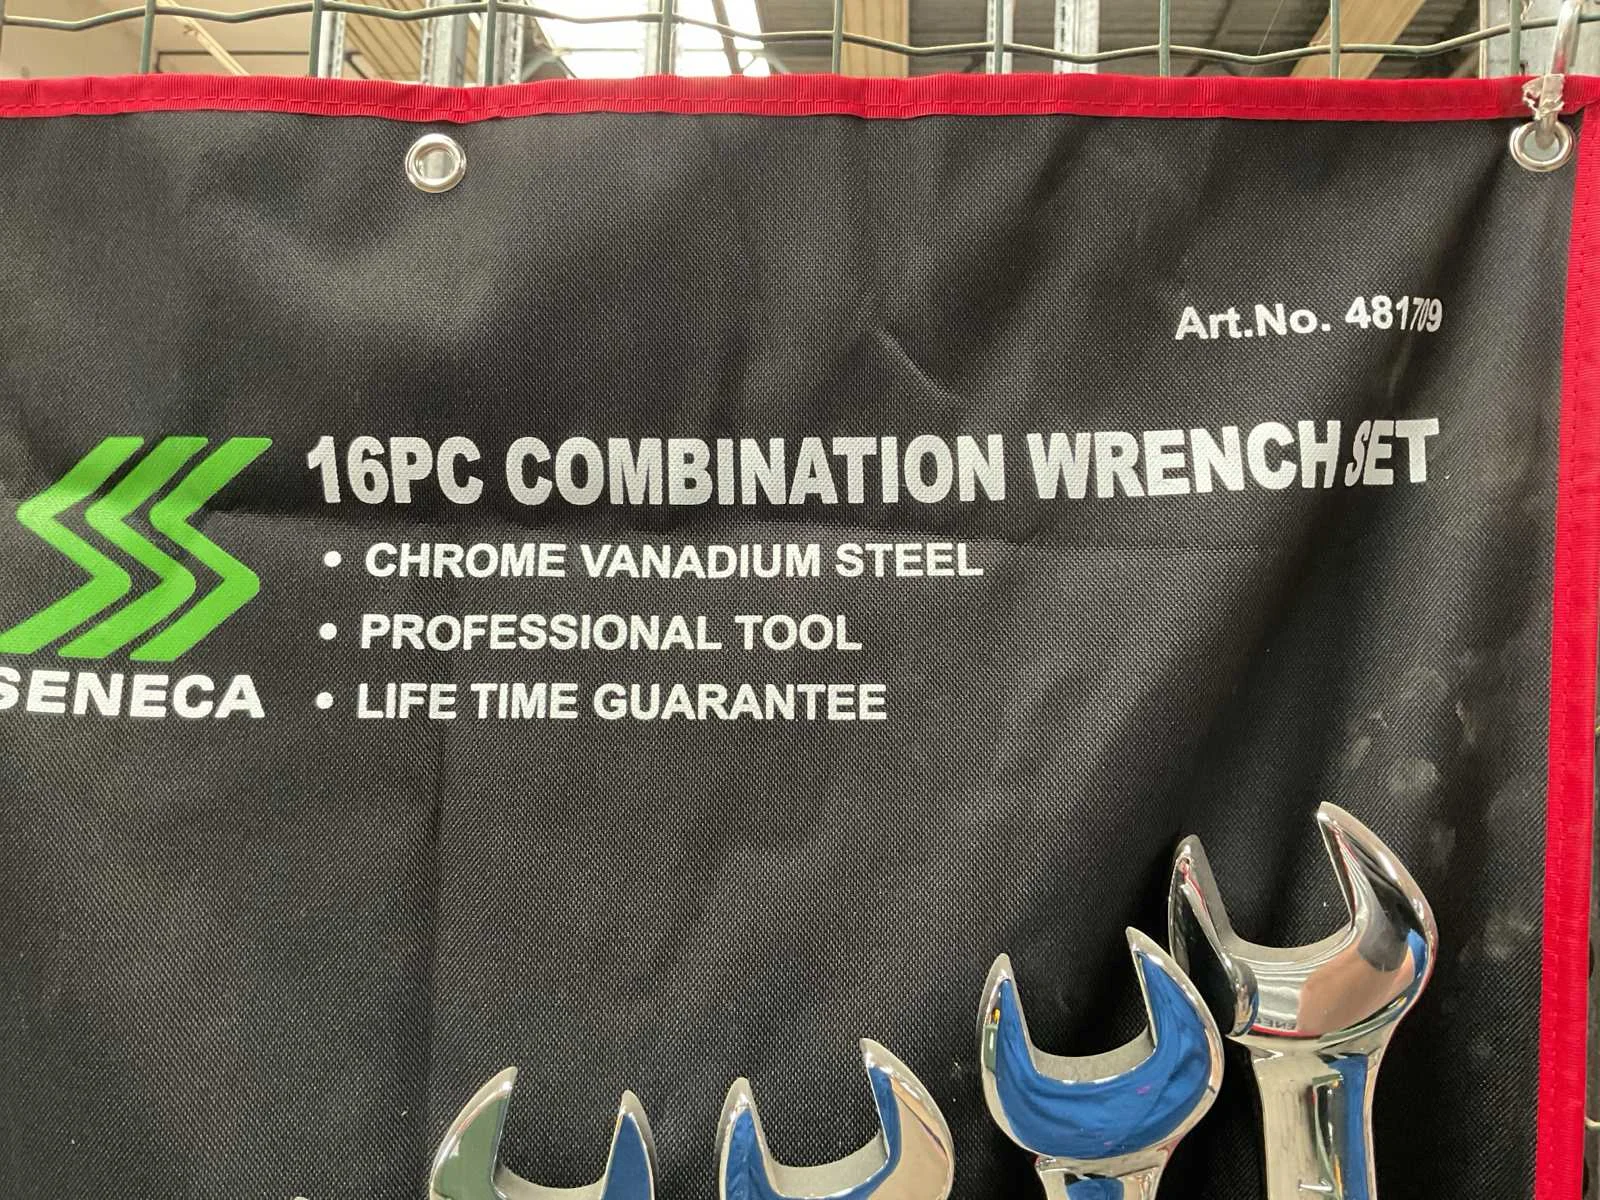 Art.No. 481709
16PC COMBINATION WRENCH SET
• CHROME VANADIUM STEEL
• PROFESSIONAL TOOL
• LIFE TIME GUARANTEE
SENECA